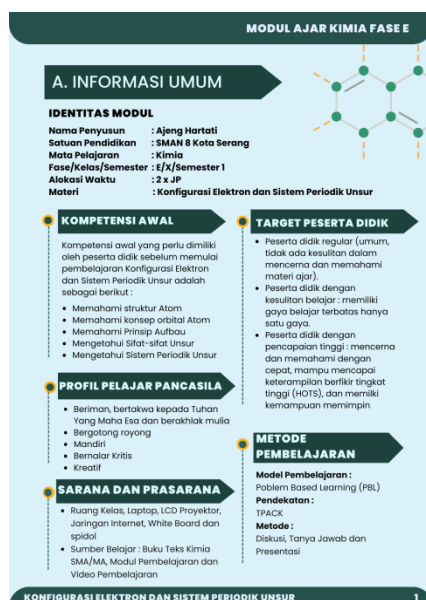 MODUL AJAR KIMIA FASE E
A. INFORMASI UMUM
IDENTITAS MODUL
Nama Penyusun : Ajeng Hartati
Satuan Pendidikan : SMAN 8 Kota Serang
Mata Pelajaran : Kimia
Fase/Kelas/Semester : E/X/Semester 1
Alokasi Waktu : 2 x JP
Materi : Konfigurasi Elektron dan Sistem Periodik Unsur
KOMPETENSI AWAL
Kompetensi awal yang perlu dimiliki
oleh peserta didik sebelum memulai
pembelajaran Konfigurasi Elektron
dan Sistem Periodik Unsur adalah
sebagai berikut :
• Memahami struktur Atom
• Memahami konsep orbital Atom
• Memahami Prinsip Aufbau
• Mengetahui Sifat-sifat Unsur
• Mengetahui Sistem Periodik Unsur
PROFIL PELAJAR PANCASILA
• Beriman, bertakwa kepada Tuhan
Yang Maha Esa dan berakhlak mulia
• Bergotong royong
• Mandiri
• Bernalar Kritis
• Kreatif
SARANA DAN PRASARANA
• Ruang Kelas, Laptop, LCD Proyektor,
Jaringan Internet, White Board dan
spidol
• Sumber Belajar : Buku Teks Kimia
SMA/MA, Modul Pembelajaran dan
Video Pembelajaran
TARGET PESERTA DIDIK
• Peserta didik regular (umum,
tidak ada kesulitan dalam
mencerna dan memahami
materi ajar).
• Peserta didik dengan
kesulitan belajar : memiliki
gaya belajar terbatas hanya
satu gaya.
• Peserta didik dengan
pencapaian tinggi : mencerna
dan memahami dengan
cepat, mampu mencapai
keterampilan berfikir tingkat
tinggi (HOTS), dan memilki
kemampuan memimpin
METODE
PEMBELAJARAN
Model Pembelajaran :
Poblem Based Learning (PBL)
Pendekatan :
TPACK
Metode :
Diskusi, Tanya Jawab dan
Presentasi
KONFIGURASI ELEKTRON DAN SISTEM PERIODIK UNSUR 1